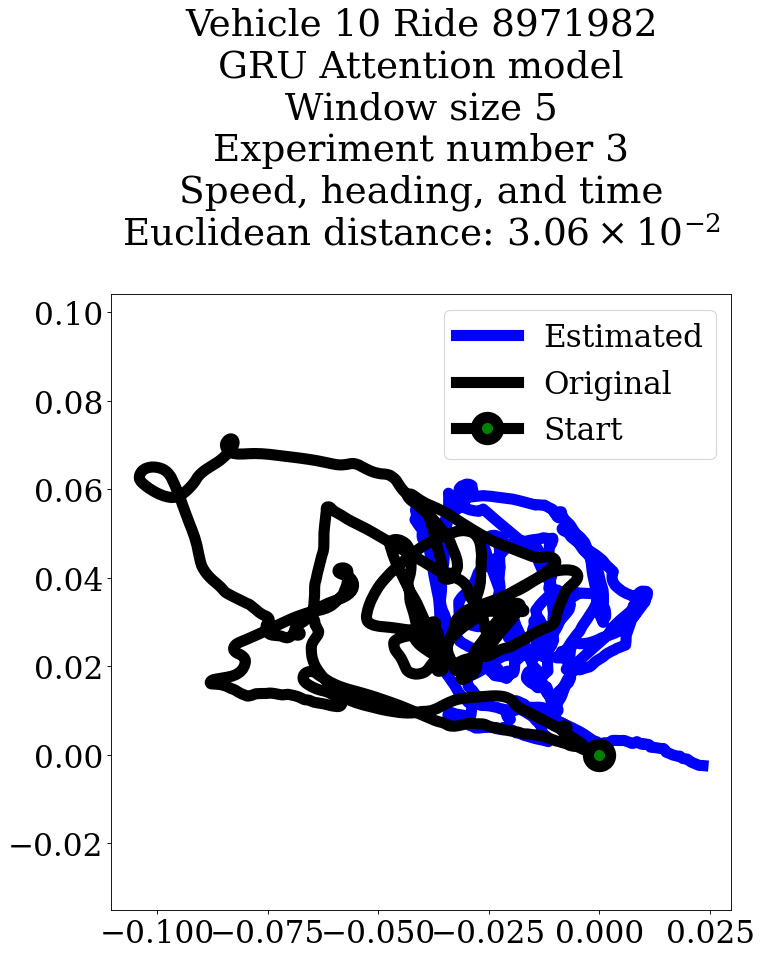 Vehicle 10 Ride 8971982
GRU Attention model
Window size 5
Experiment number 3
Speed, heading, and time
Euclidean distance: 3.06 × 10⁻²
Estimated
Original
Start
0.10
0.08
0.06
0.04
0.02
0.00
−0.02
−0.100 −0.075 −0.050 −0.025 0.000 0.025